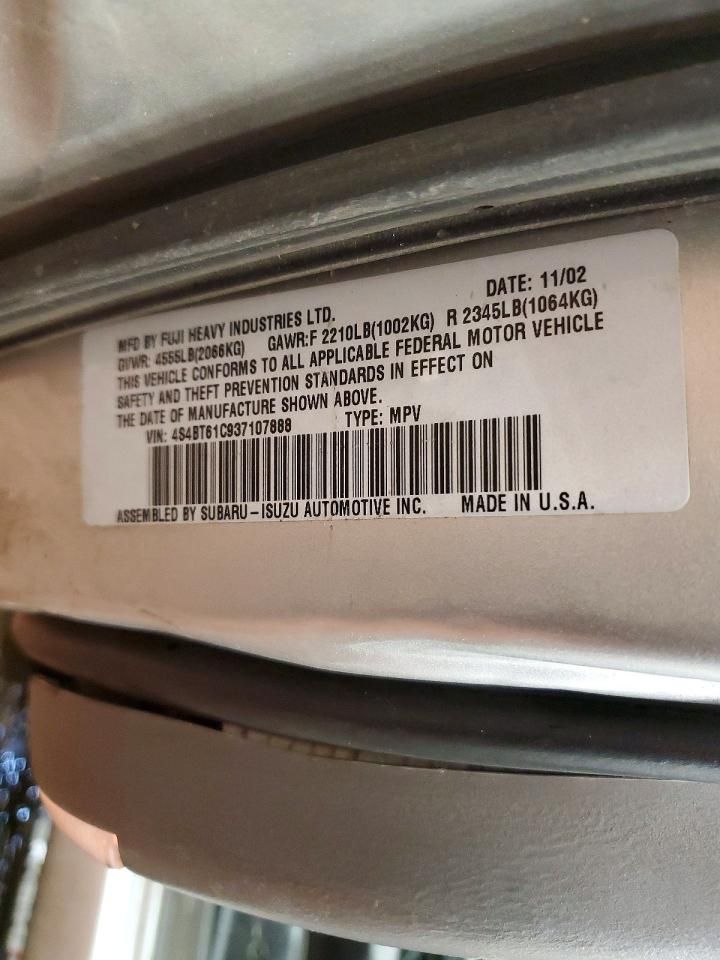 MFD BY FUJI HEAVY INDUSTRIES LTD. DATE: 11/02
GVWR: 4555LB(2066KG) GAWR:F 2210LB(1002KG) R 2345LB(1064KG)
THIS VEHICLE CONFORMS TO ALL APPLICABLE FEDERAL MOTOR VEHICLE
SAFETY AND THEFT PREVENTION STANDARDS IN EFFECT ON
THE DATE OF MANUFACTURE SHOWN ABOVE.
VIN: 4S4BT61C937107888 TYPE: MPV
ASSEMBLED BY SUBARU-ISUZU AUTOMOTIVE INC. MADE IN U.S.A.